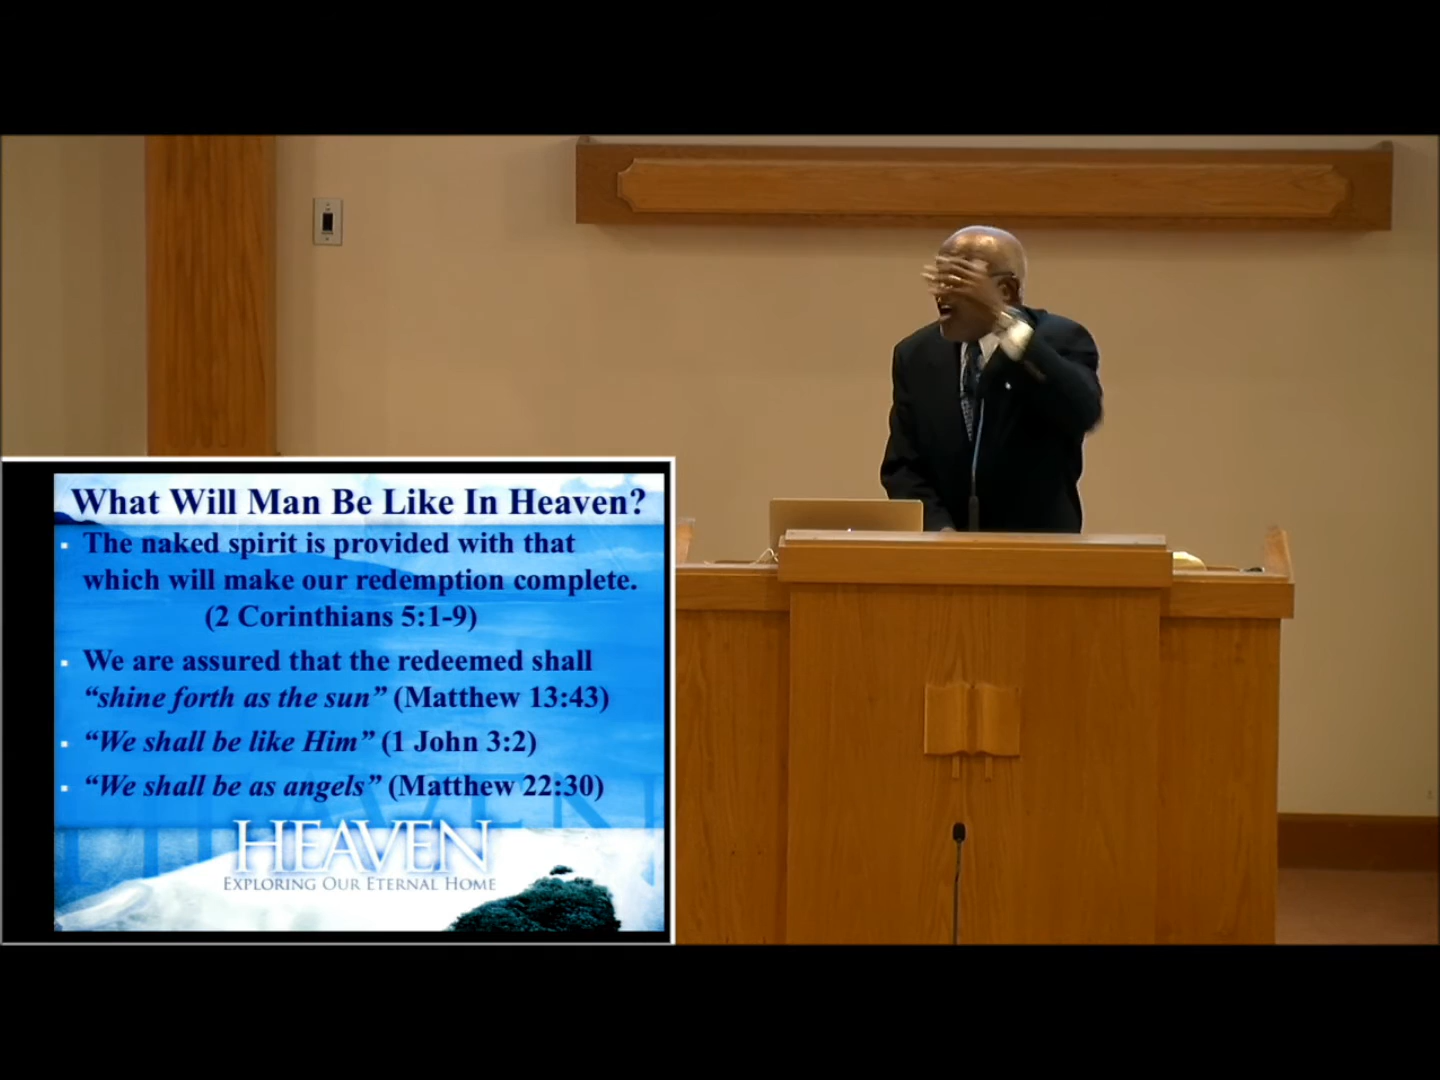 What Will Man Be Like In Heaven?
The naked spirit is provided with that
which will make our redemption complete.
(2 Corinthians 5:1-9)
We are assured that the redeemed shall
“shine forth as the sun” (Matthew 13:43)
“We shall be like Him” (1 John 3:2)
“We shall be as angels” (Matthew 22:30)
HEAVEN
HEAVEN
EXPLORING OUR ETERNAL HOME